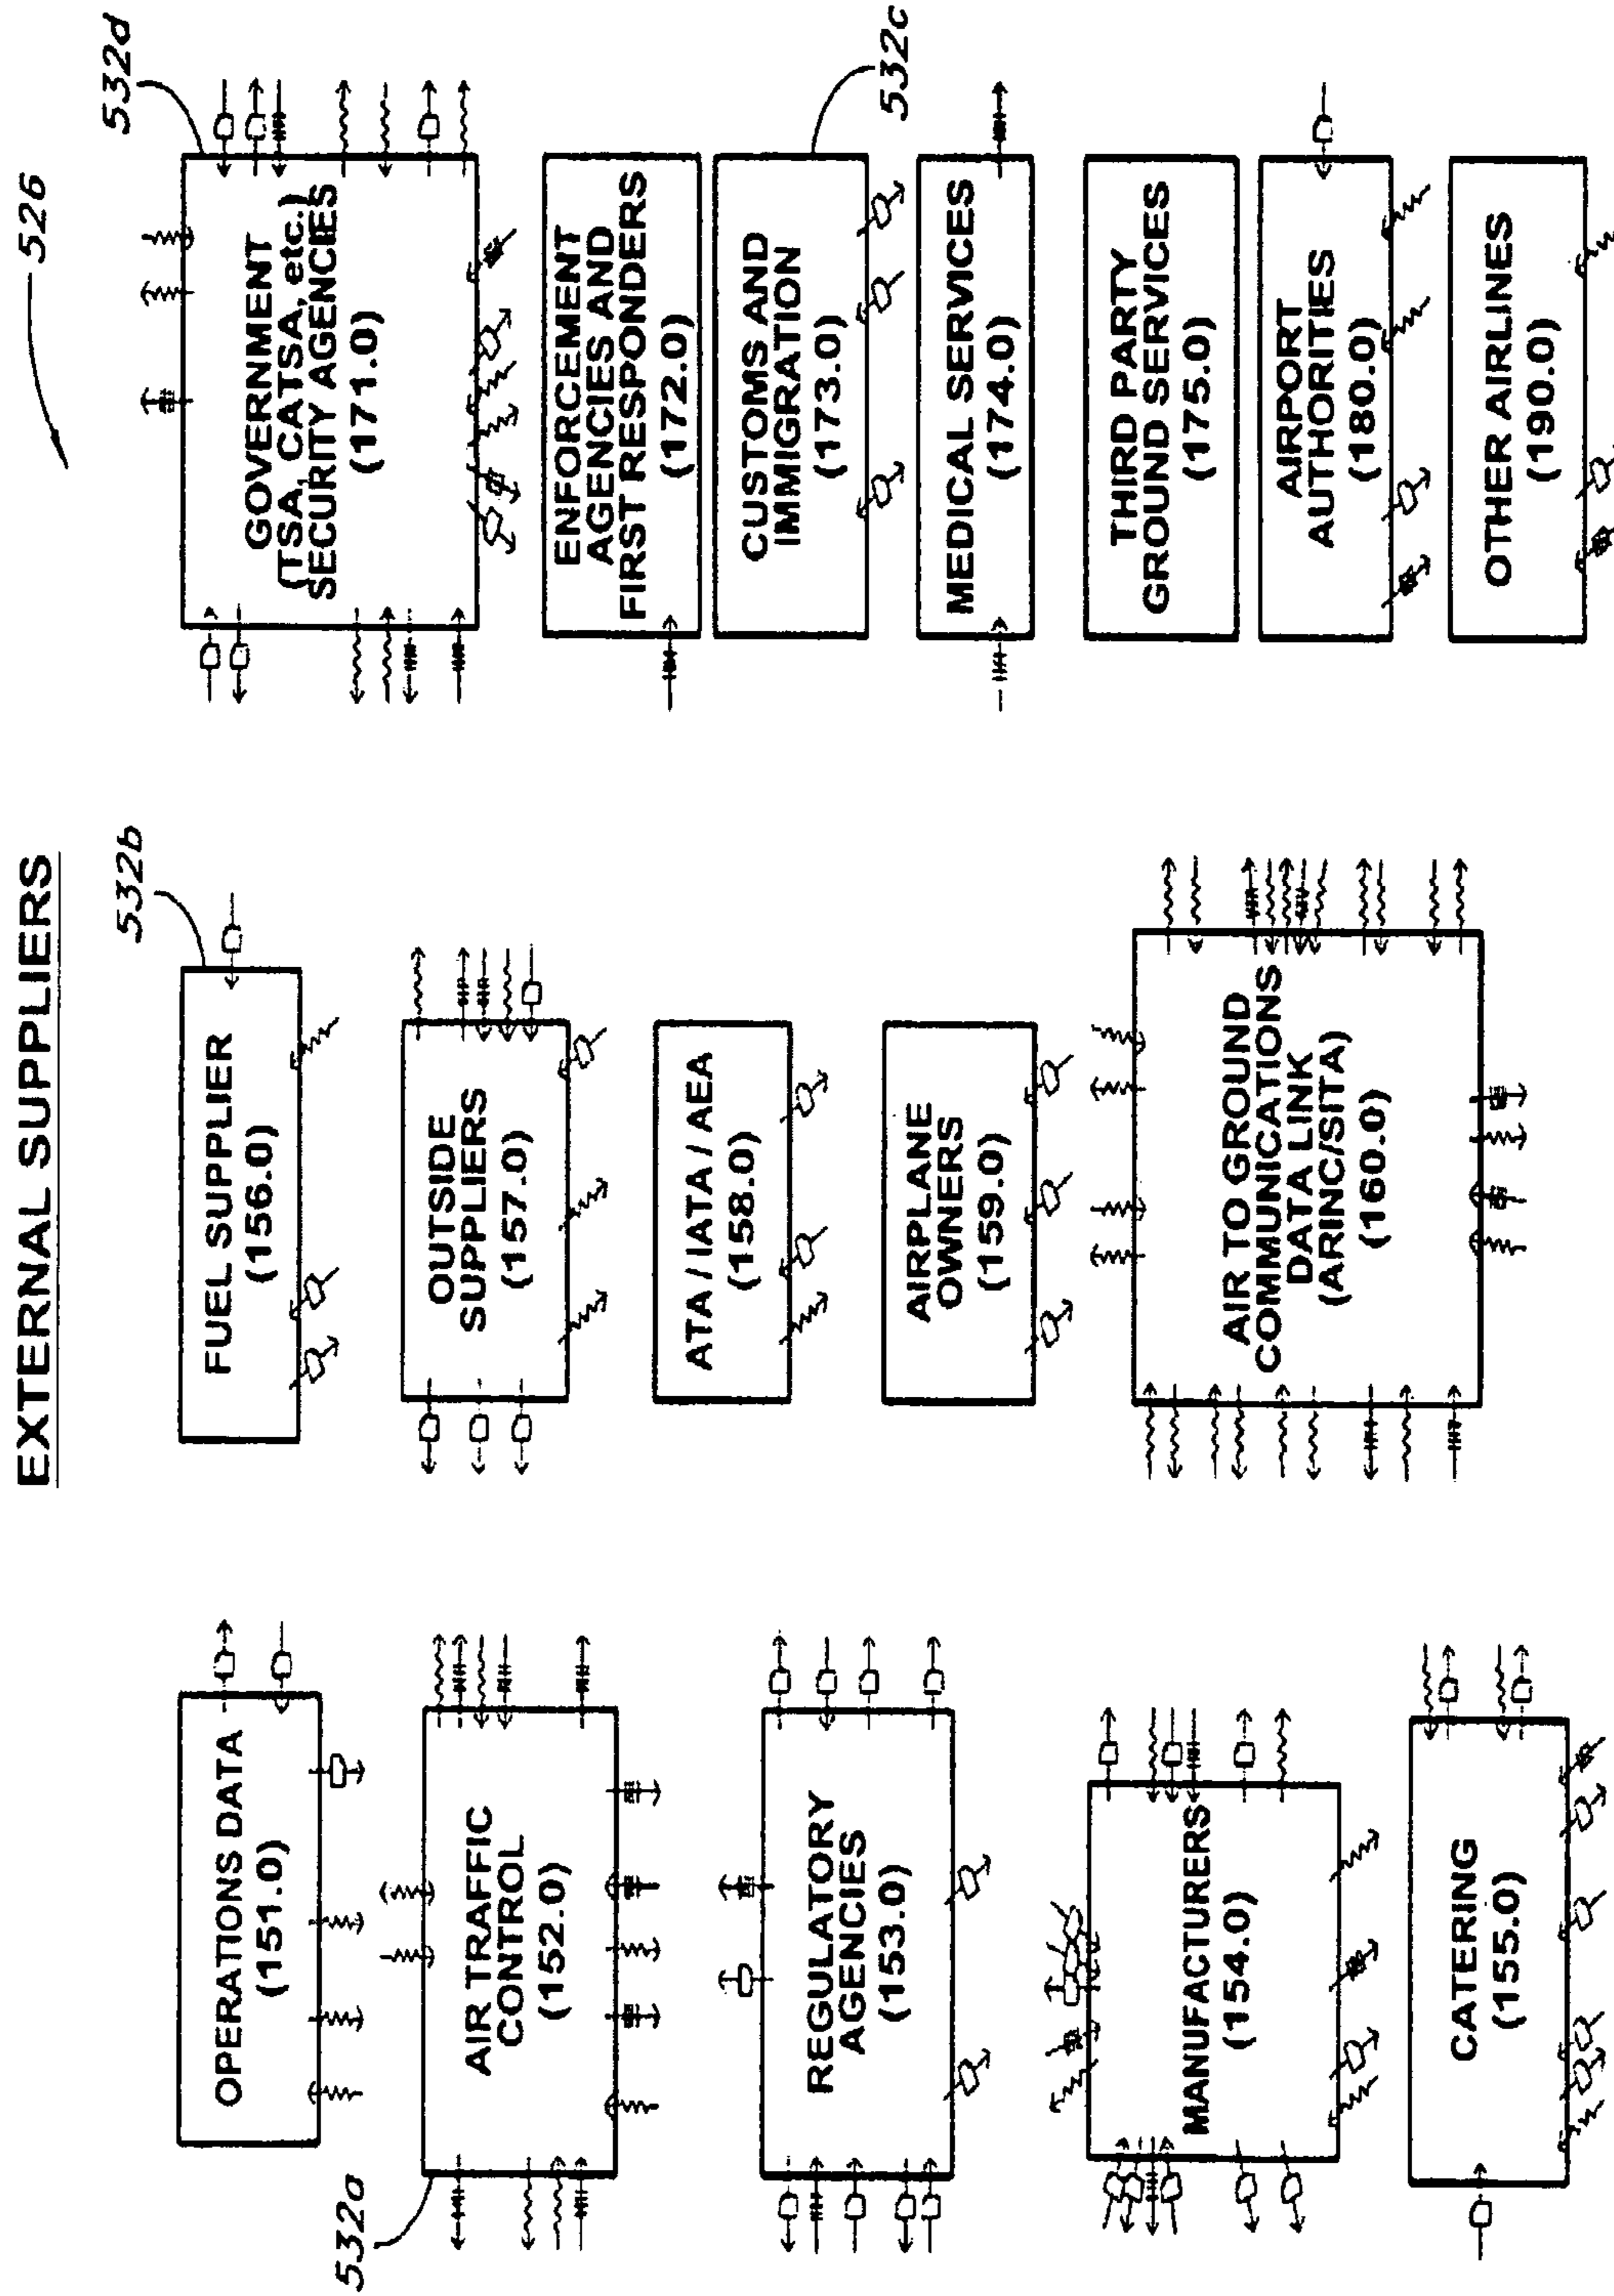 EXTERNAL SUPPLIERS
526
OPERATIONS DATA
(151.0)
532a
AIR TRAFFIC
CONTROL
(152.0)
REGULATORY
AGENCIES
(153.0)
MANUFACTURERS
(154.0)
CATERING
(155.0)
532b
FUEL SUPPLIER
(156.0)
OUTSIDE
SUPPLIERS
(157.0)
ATA / IATA / AEA
(158.0)
AIRPLANE
OWNERS
(159.0)
AIR TO GROUND
COMMUNICATIONS
DATA LINK
(ARINC/SITA)
(160.0)
532d
GOVERNMENT
(TSA, CATSA, etc.)
SECURITY AGENCIES
(171.0)
ENFORCEMENT
AGENCIES AND
FIRST RESPONDERS
(172.0)
532c
CUSTOMS AND
IMMIGRATION
(173.0)
MEDICAL SERVICES
(174.0)
THIRD PARTY
GROUND SERVICES
(175.0)
AIRPORT
AUTHORITIES
(180.0)
OTHER AIRLINES
(190.0)